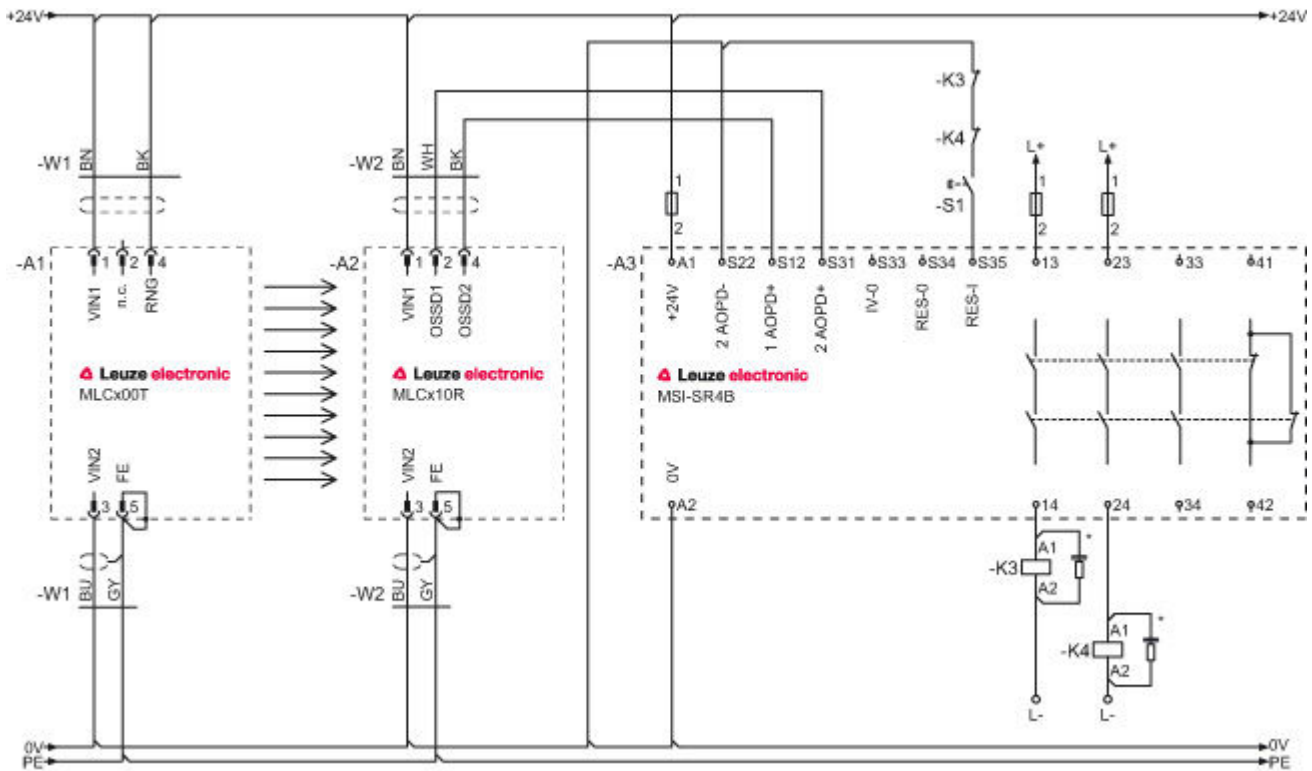 +24V
+24V
-K3
-K4
L+
L+
-W1
BN
BK
-W2
BN
WH
BK
1
2
-S1
1
2
1
2
-A1
1
2
4
-A2
1
2
4
-A3
A1
S22
S12
S31
S33
S34
S35
13
23
33
41
VIN1
n.c.
RNG
VIN1
OSSD1
OSSD2
+24V
2 AOPD-
1 AOPD+
2 AOPD+
IV-0
RES-0
RES-I
Leuze electronic
MLCx00T
Leuze electronic
MLCx10R
Leuze electronic
MSI-SR4B
VIN2
FE
VIN2
FE
0V
3
5
3
5
A2
14
24
34
42
-W1
BU
GY
-W2
BU
GY
-K3
A1
A2
*
-K4
A1
A2
*
L-
L-
0V
0V
PE
PE